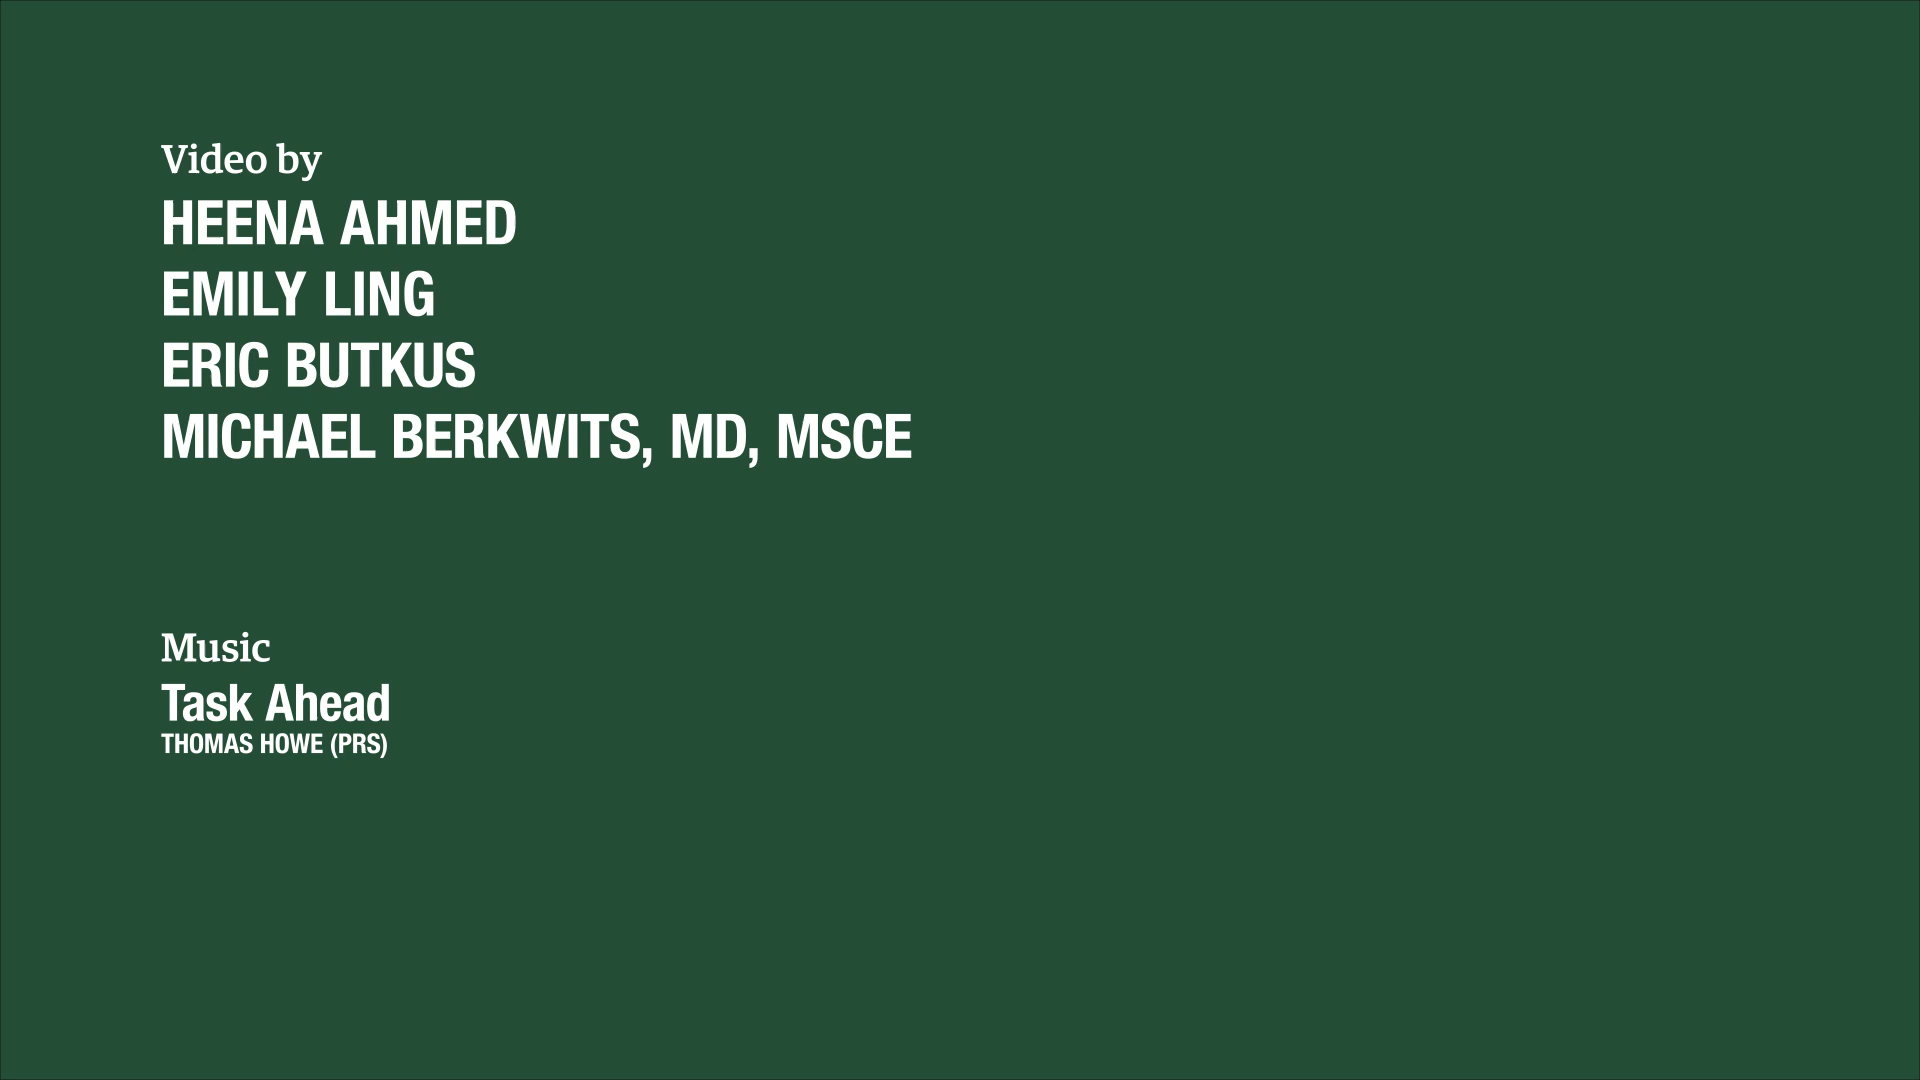 Video by
HEENA AHMED
EMILY LING
ERIC BUTKUS
MICHAEL BERKWITS, MD, MSCE
Music
Task Ahead
THOMAS HOWE (PRS)